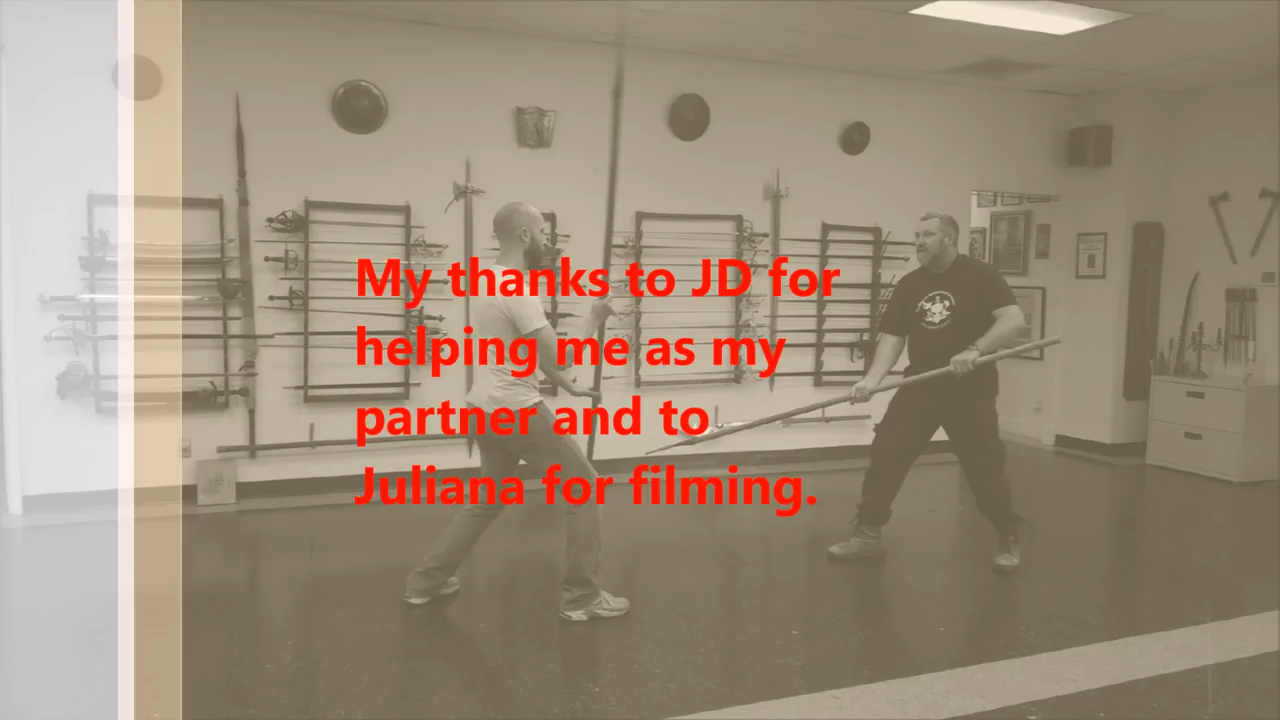 My thanks to JD for
helping me as my
partner and to
Juliana for filming.